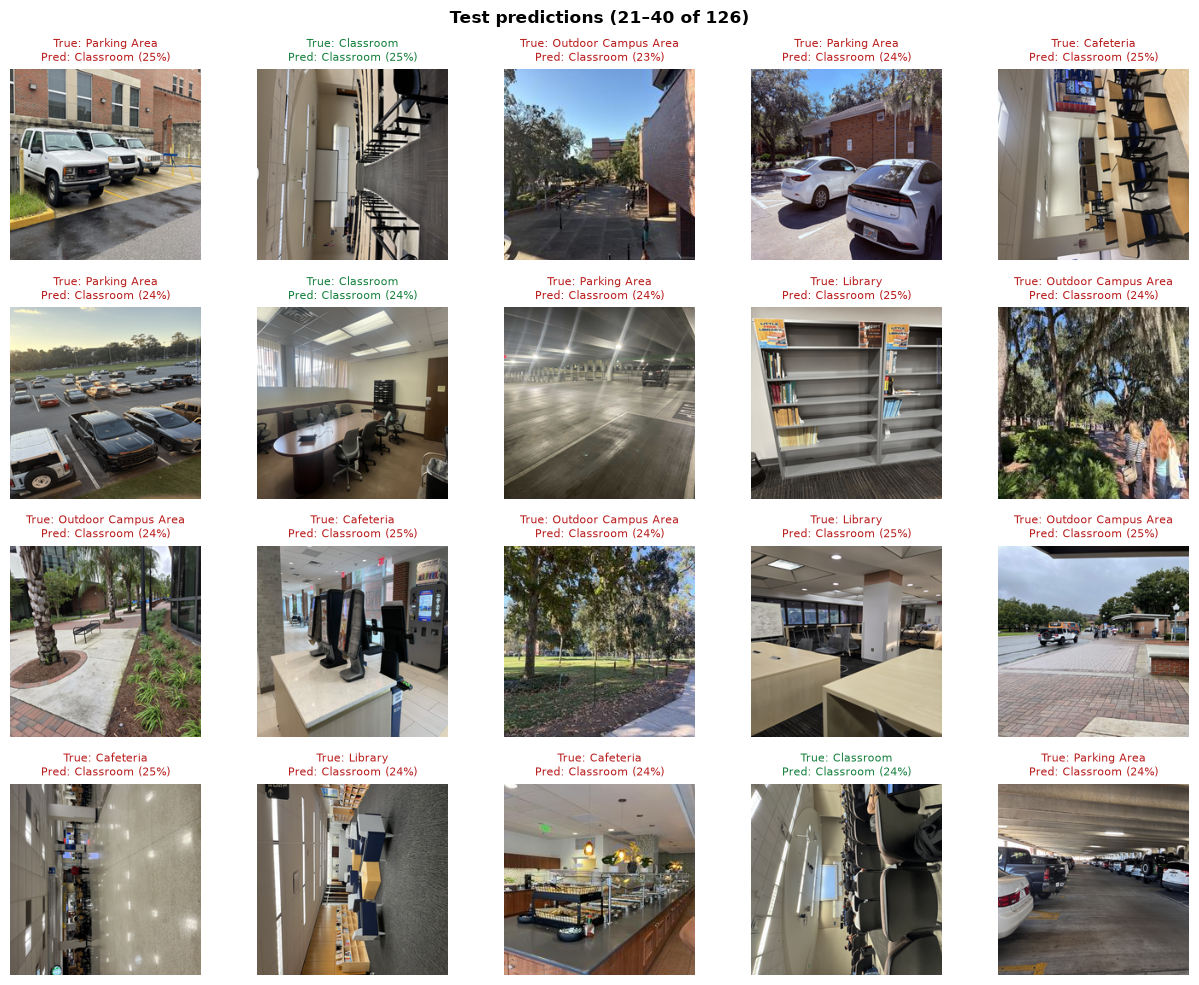 Test predictions (21–40 of 126)
True: Parking Area
Pred: Classroom (25%)
True: Classroom
Pred: Classroom (25%)
True: Outdoor Campus Area
Pred: Classroom (23%)
True: Parking Area
Pred: Classroom (24%)
True: Cafeteria
Pred: Classroom (25%)
True: Parking Area
Pred: Classroom (24%)
True: Classroom
Pred: Classroom (24%)
True: Parking Area
Pred: Classroom (24%)
True: Library
Pred: Classroom (25%)
True: Outdoor Campus Area
Pred: Classroom (24%)
True: Outdoor Campus Area
Pred: Classroom (24%)
True: Cafeteria
Pred: Classroom (25%)
True: Outdoor Campus Area
Pred: Classroom (24%)
True: Library
Pred: Classroom (25%)
True: Outdoor Campus Area
Pred: Classroom (25%)
True: Cafeteria
Pred: Classroom (25%)
True: Library
Pred: Classroom (24%)
True: Cafeteria
Pred: Classroom (24%)
True: Classroom
Pred: Classroom (24%)
True: Parking Area
Pred: Classroom (24%)